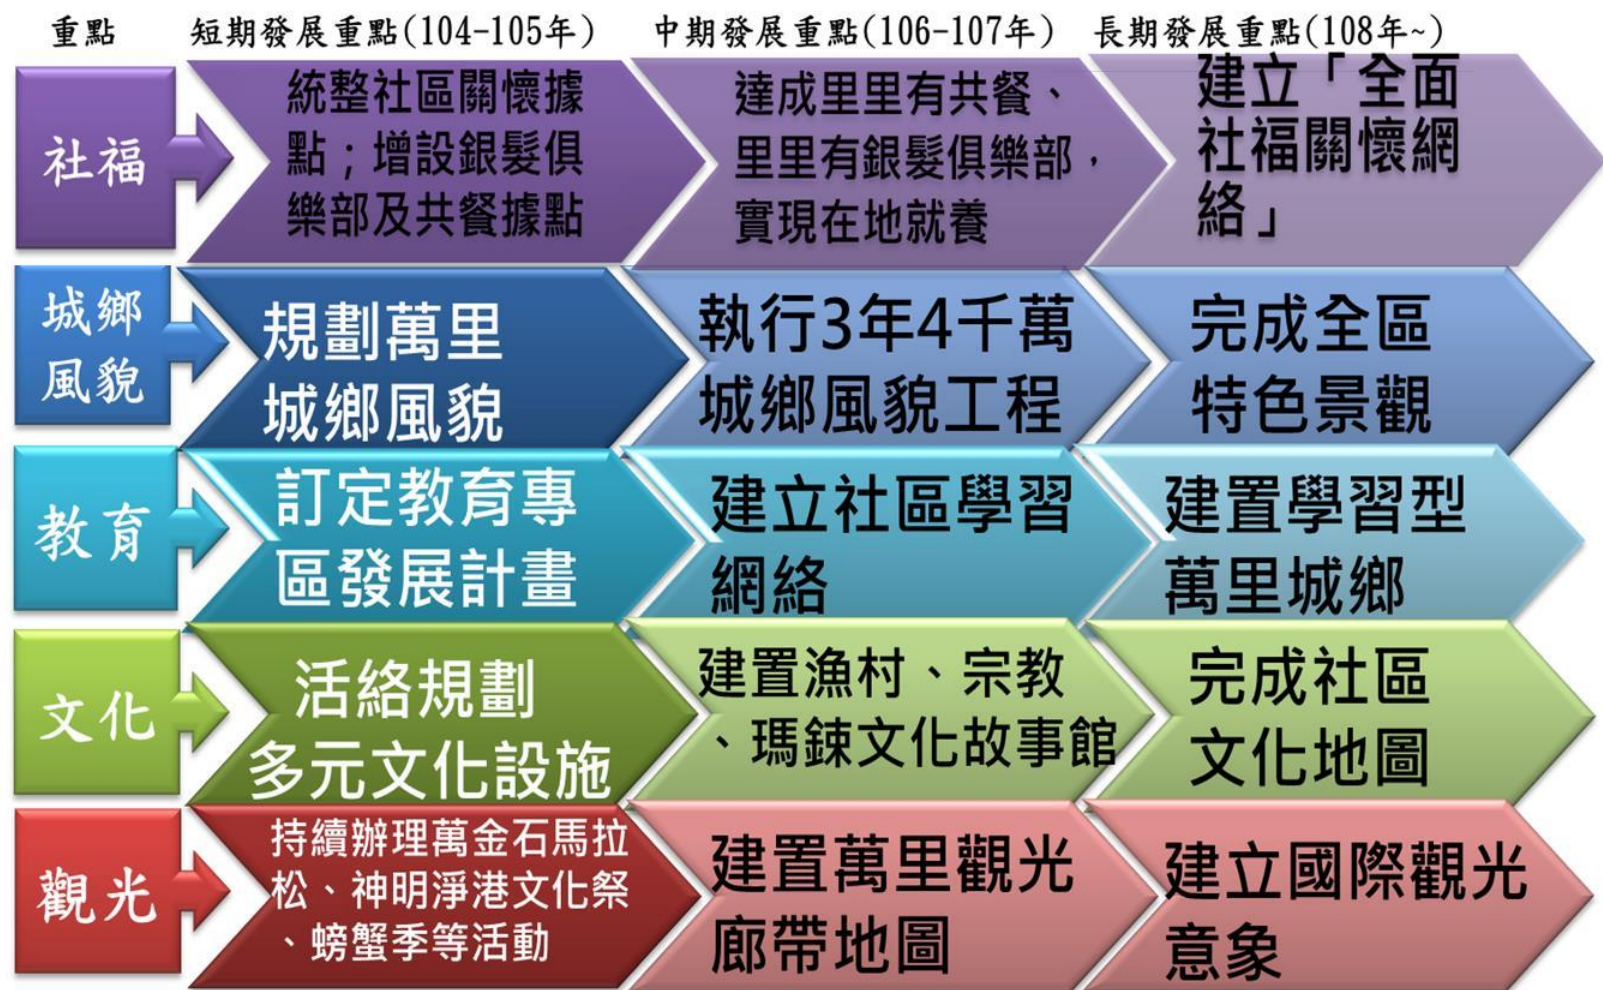 重點
短期發展重點(104-105年)
中期發展重點(106-107年)
長期發展重點(108年~)
社福
統整社區關懷據
點；增設銀髮俱
樂部及共餐據點
達成里里有共餐、
里里有銀髮俱樂部，
實現在地就養
建立「全面
社福關懷網
絡」
城鄉
風貌
規劃萬里
城鄉風貌
執行3年4千萬
城鄉風貌工程
完成全區
特色景觀
教育
訂定教育專
區發展計畫
建立社區學習
網絡
建置學習型
萬里城鄉
文化
活絡規劃
多元文化設施
建置漁村、宗教
、瑪鋉文化故事館
完成社區
文化地圖
觀光
持續辦理萬金石馬拉
松、神明淨港文化祭
、螃蟹季等活動
建置萬里觀光
廊帶地圖
建立國際觀光
意象